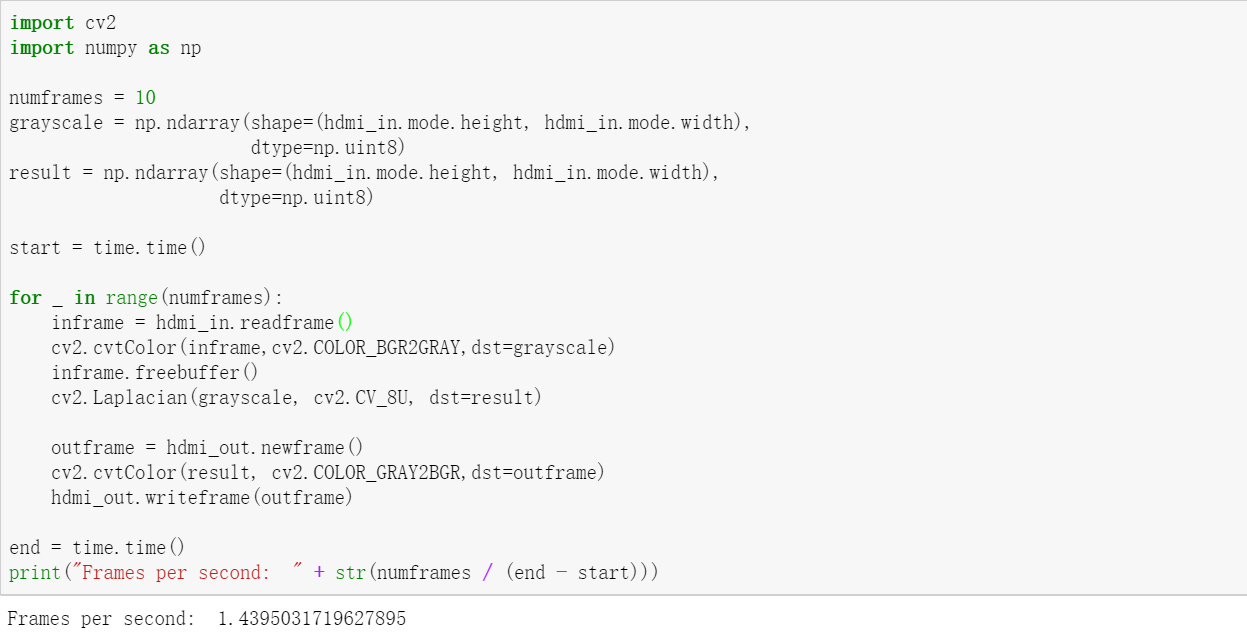 import cv2
import numpy as np
numframes = 10
grayscale = np.ndarray(shape=(hdmi_in.mode.height, hdmi_in.mode.width),
                       dtype=np.uint8)
result = np.ndarray(shape=(hdmi_in.mode.height, hdmi_in.mode.width),
                    dtype=np.uint8)
start = time.time()
for _ in range(numframes):
    inframe = hdmi_in.readframe()
    cv2.cvtColor(inframe,cv2.COLOR_BGR2GRAY,dst=grayscale)
    inframe.freebuffer()
    cv2.Laplacian(grayscale, cv2.CV_8U, dst=result)
    outframe = hdmi_out.newframe()
    cv2.cvtColor(result, cv2.COLOR_GRAY2BGR,dst=outframe)
    hdmi_out.writeframe(outframe)
end = time.time()
print("Frames per second:  " + str(numframes / (end - start)))
Frames per second:  1.4395031719627895